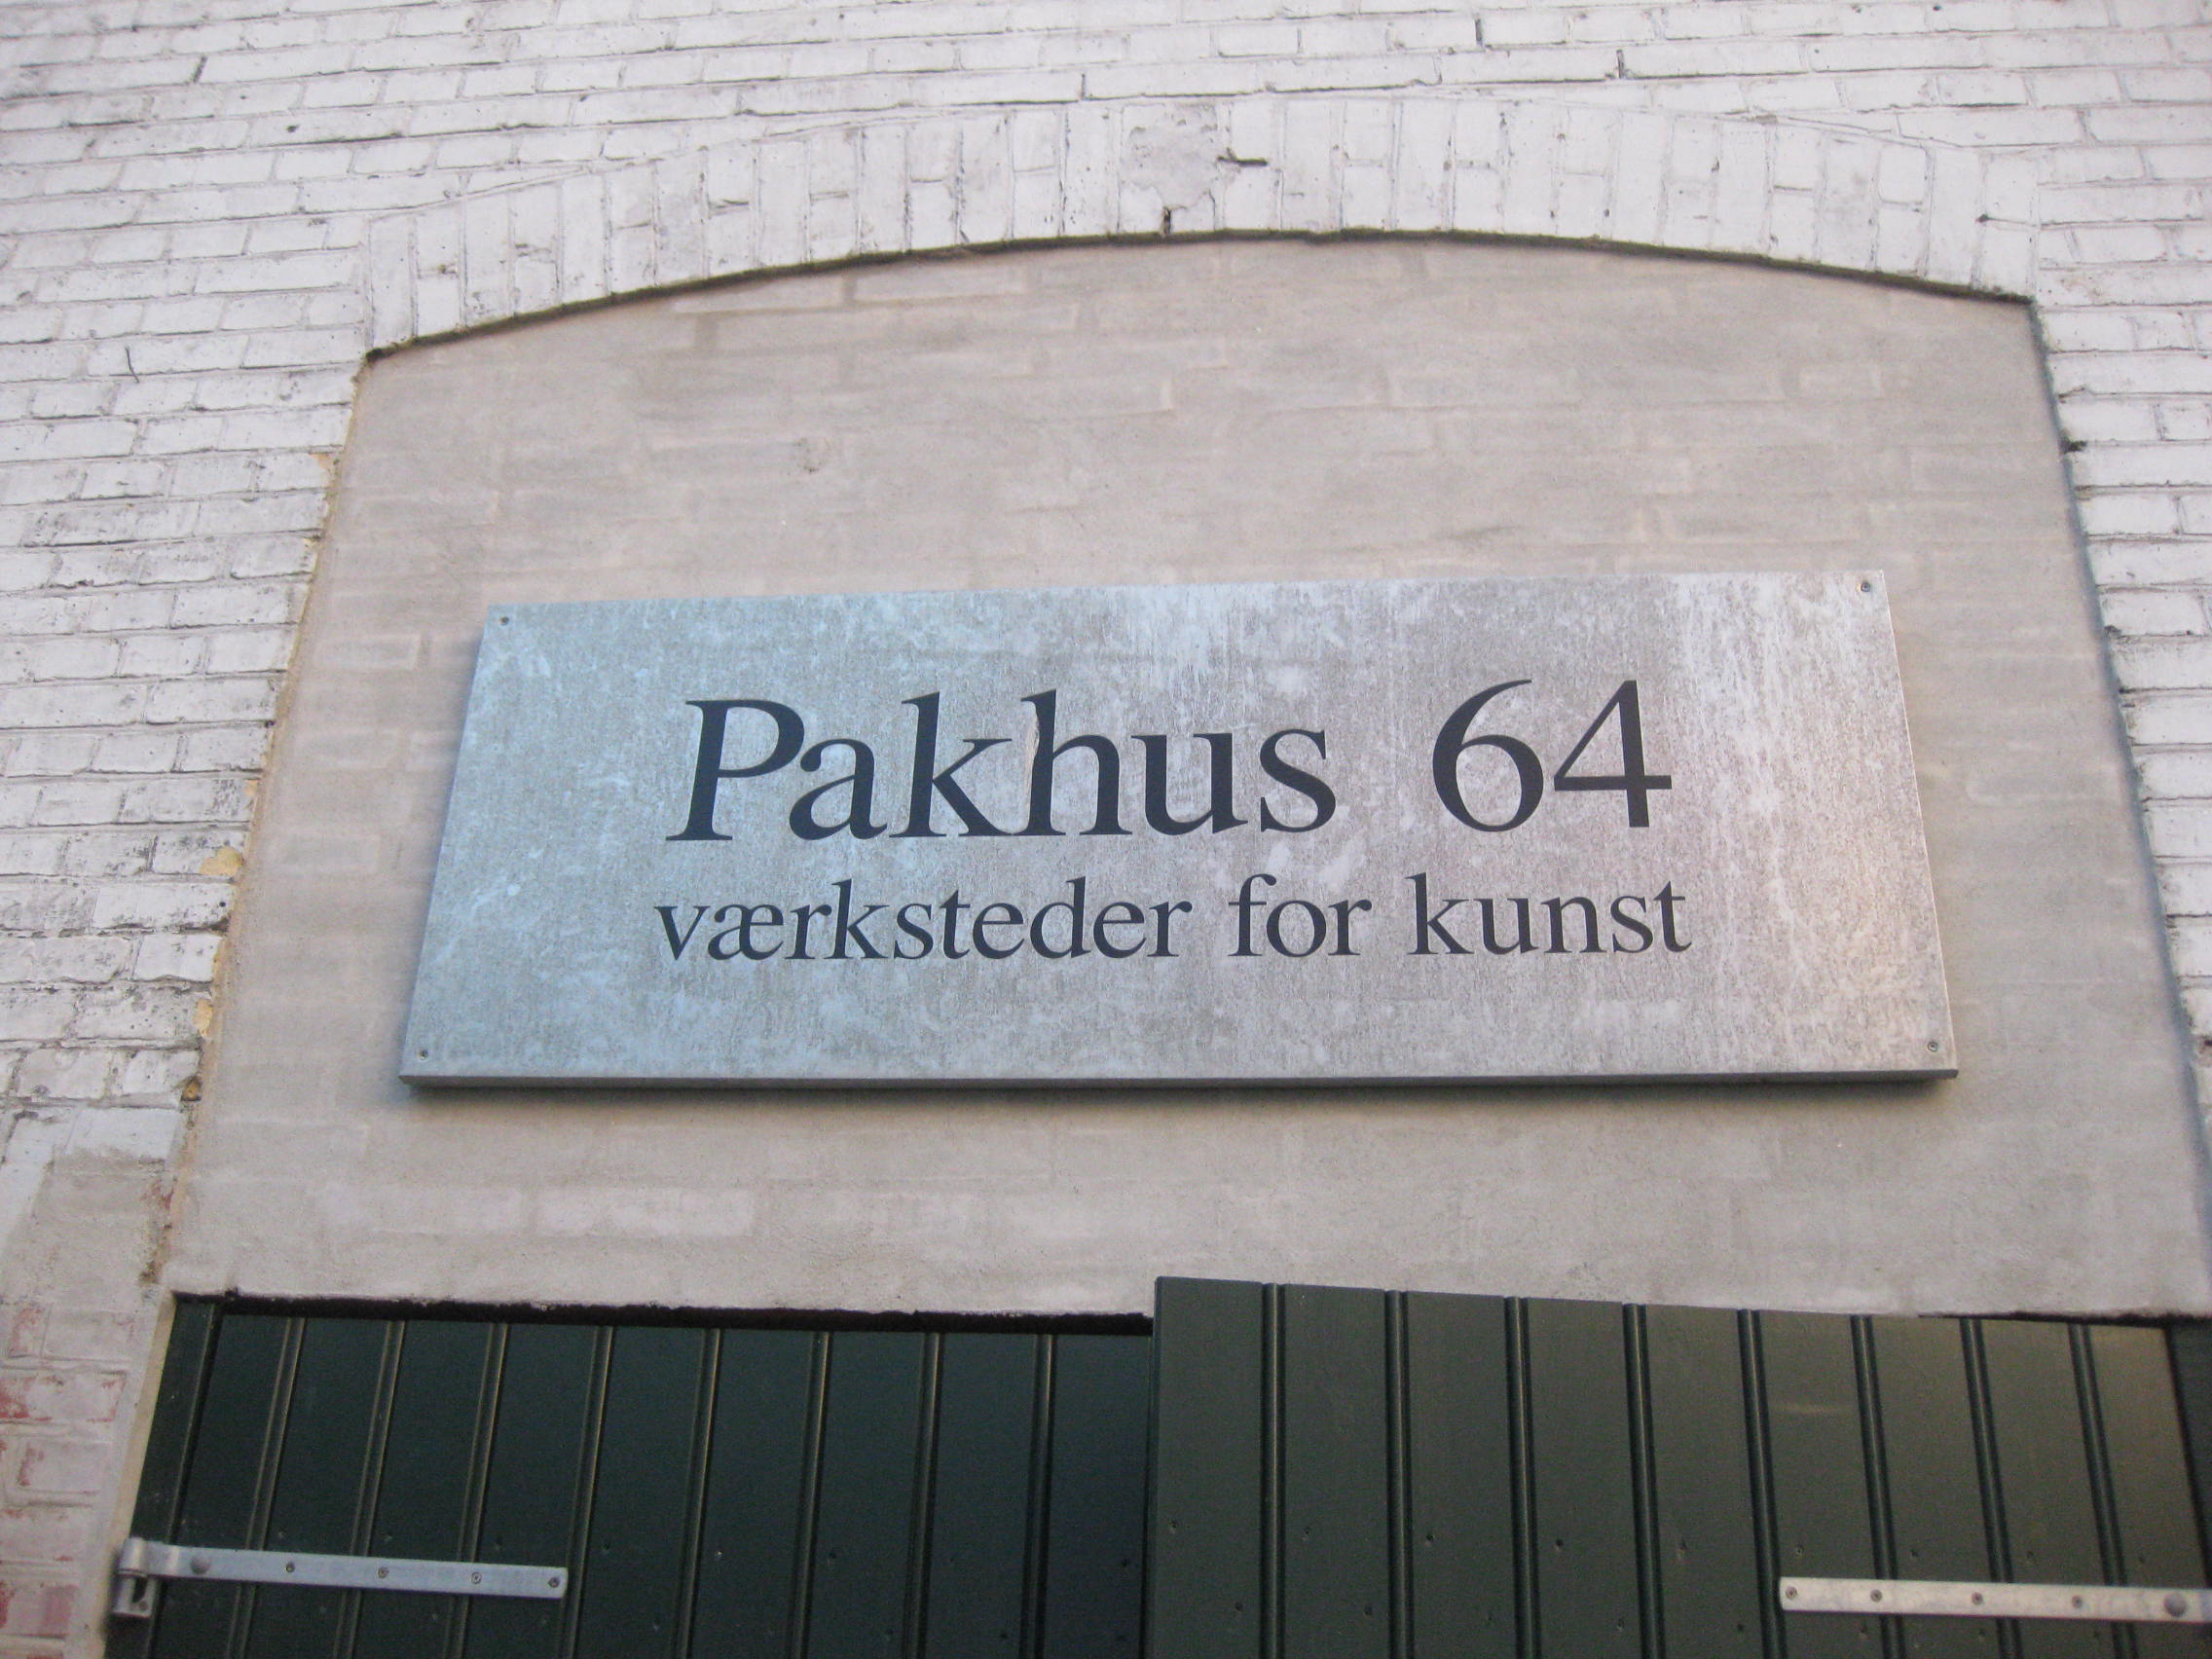 Pakhus 64
værksteder for kunst